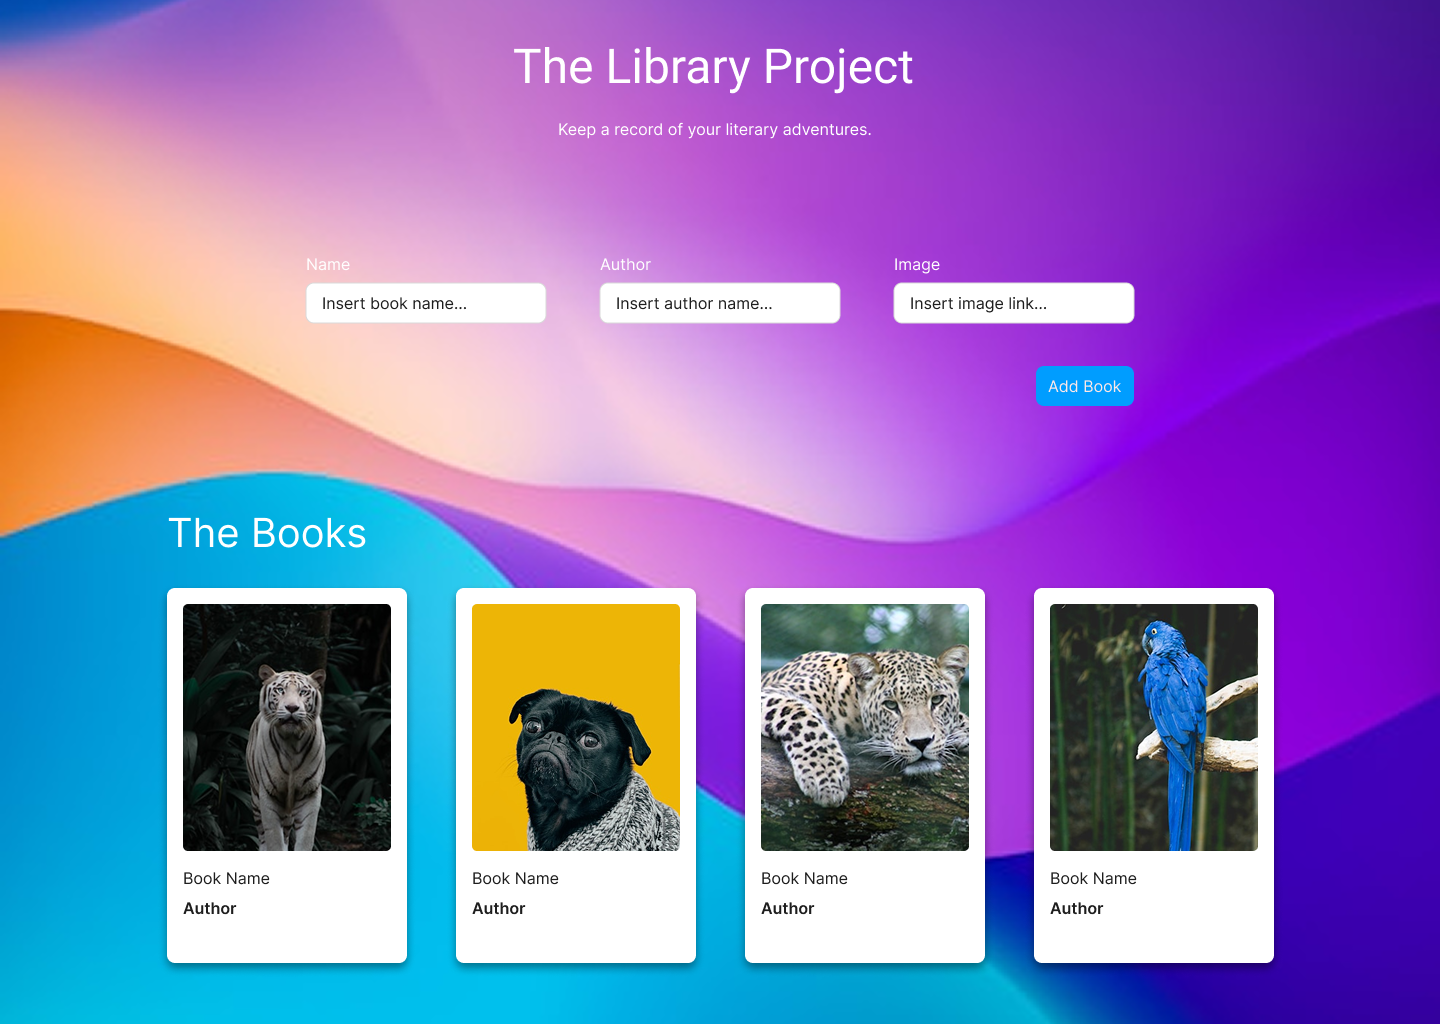 The Library Project
Keep a record of your literary adventures.
Name Author Image
Insert book name... Insert author name... Insert image link...
Add Book
The Books
Book Name Book Name Book Name Book Name
Author Author Author Author